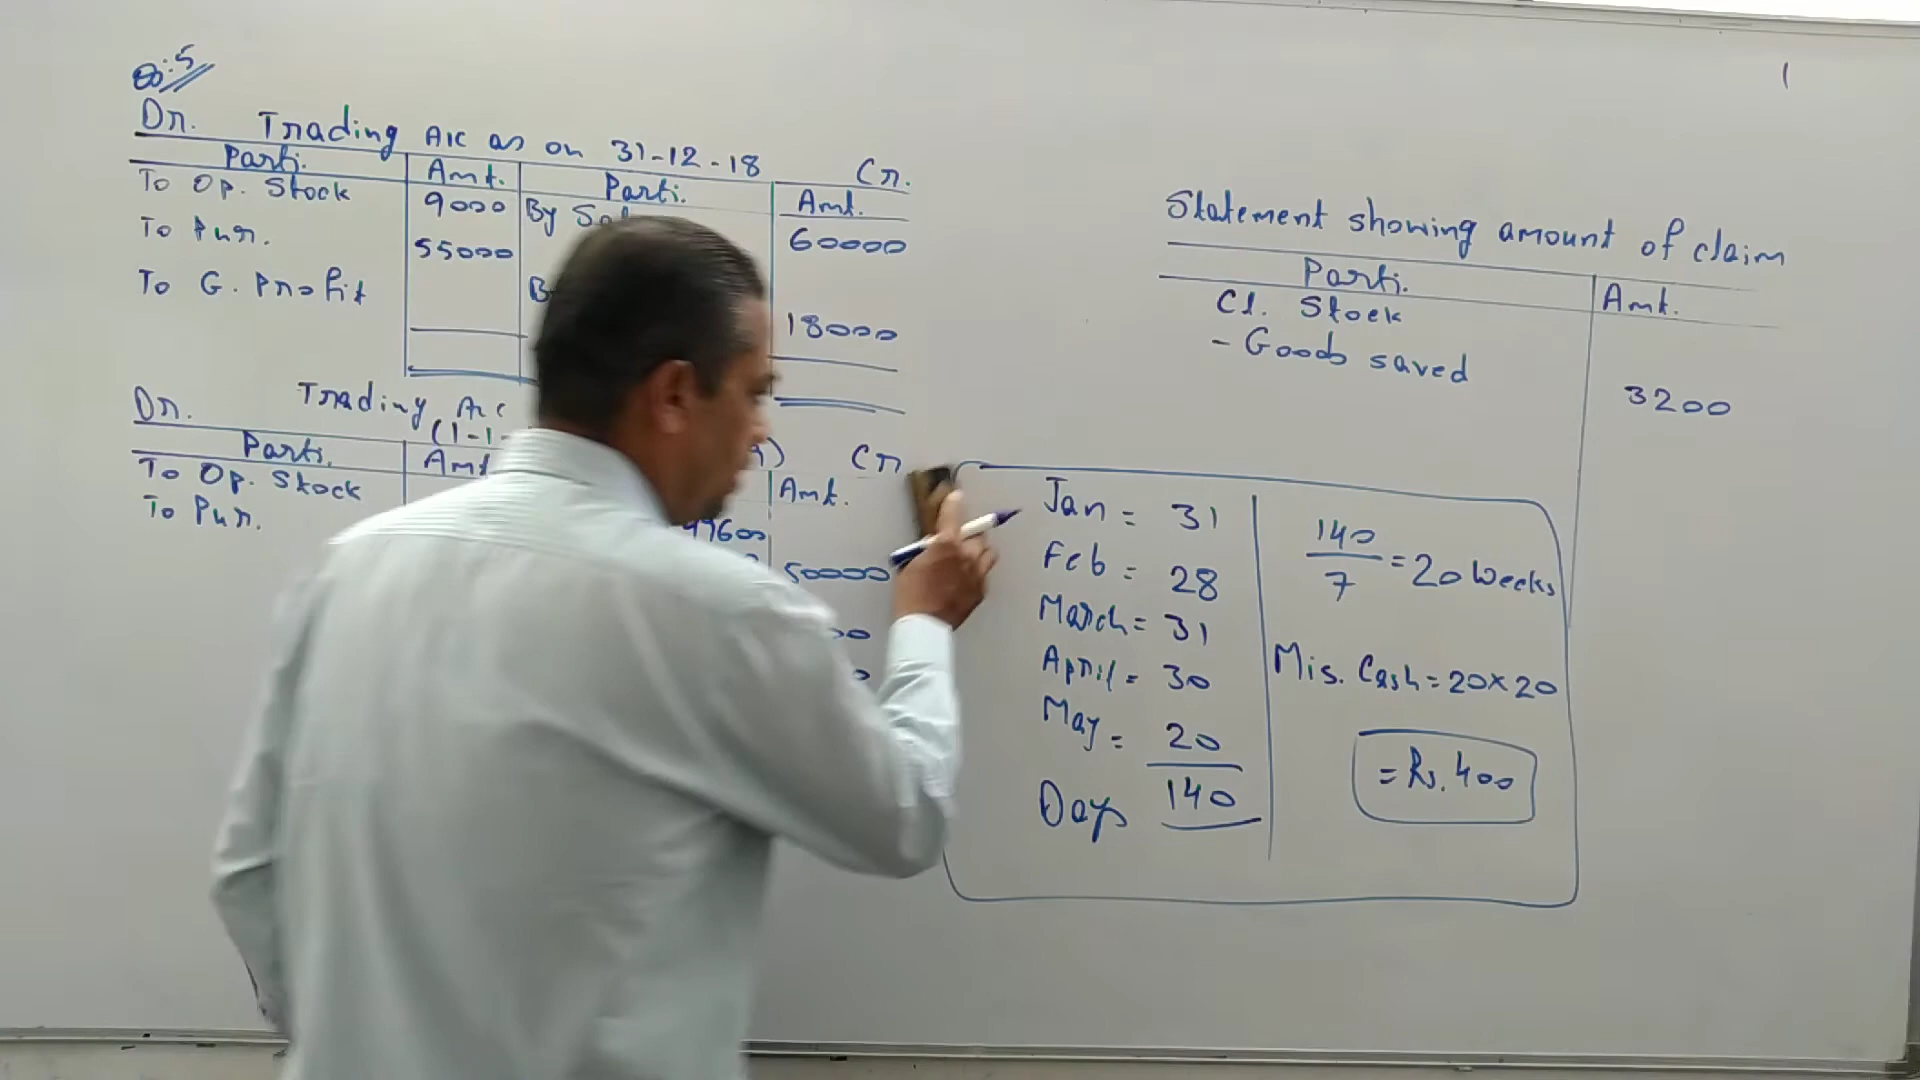 Q:5
Dr. Trading A/c as on 31-12-18 Cr.
Parti. Amt. Parti. Amt.
To Op. Stock 9000 By 60000
To Pur. 55000
To G. Profit 18000
Dr. Trading A/c Cr
(1-1-
Parti. Amt Amt.
To Op. Stock
To Pur. 50000
Statement showing amount of claim
Parti. Amt.
Cl. Stock
- Goods saved 3200
Jan = 31
Feb = 28
March = 31
April = 30
May = 20
Days 140
140/7 = 20 Weeks
Mis. Cash = 20 x 20
= Rs. 400